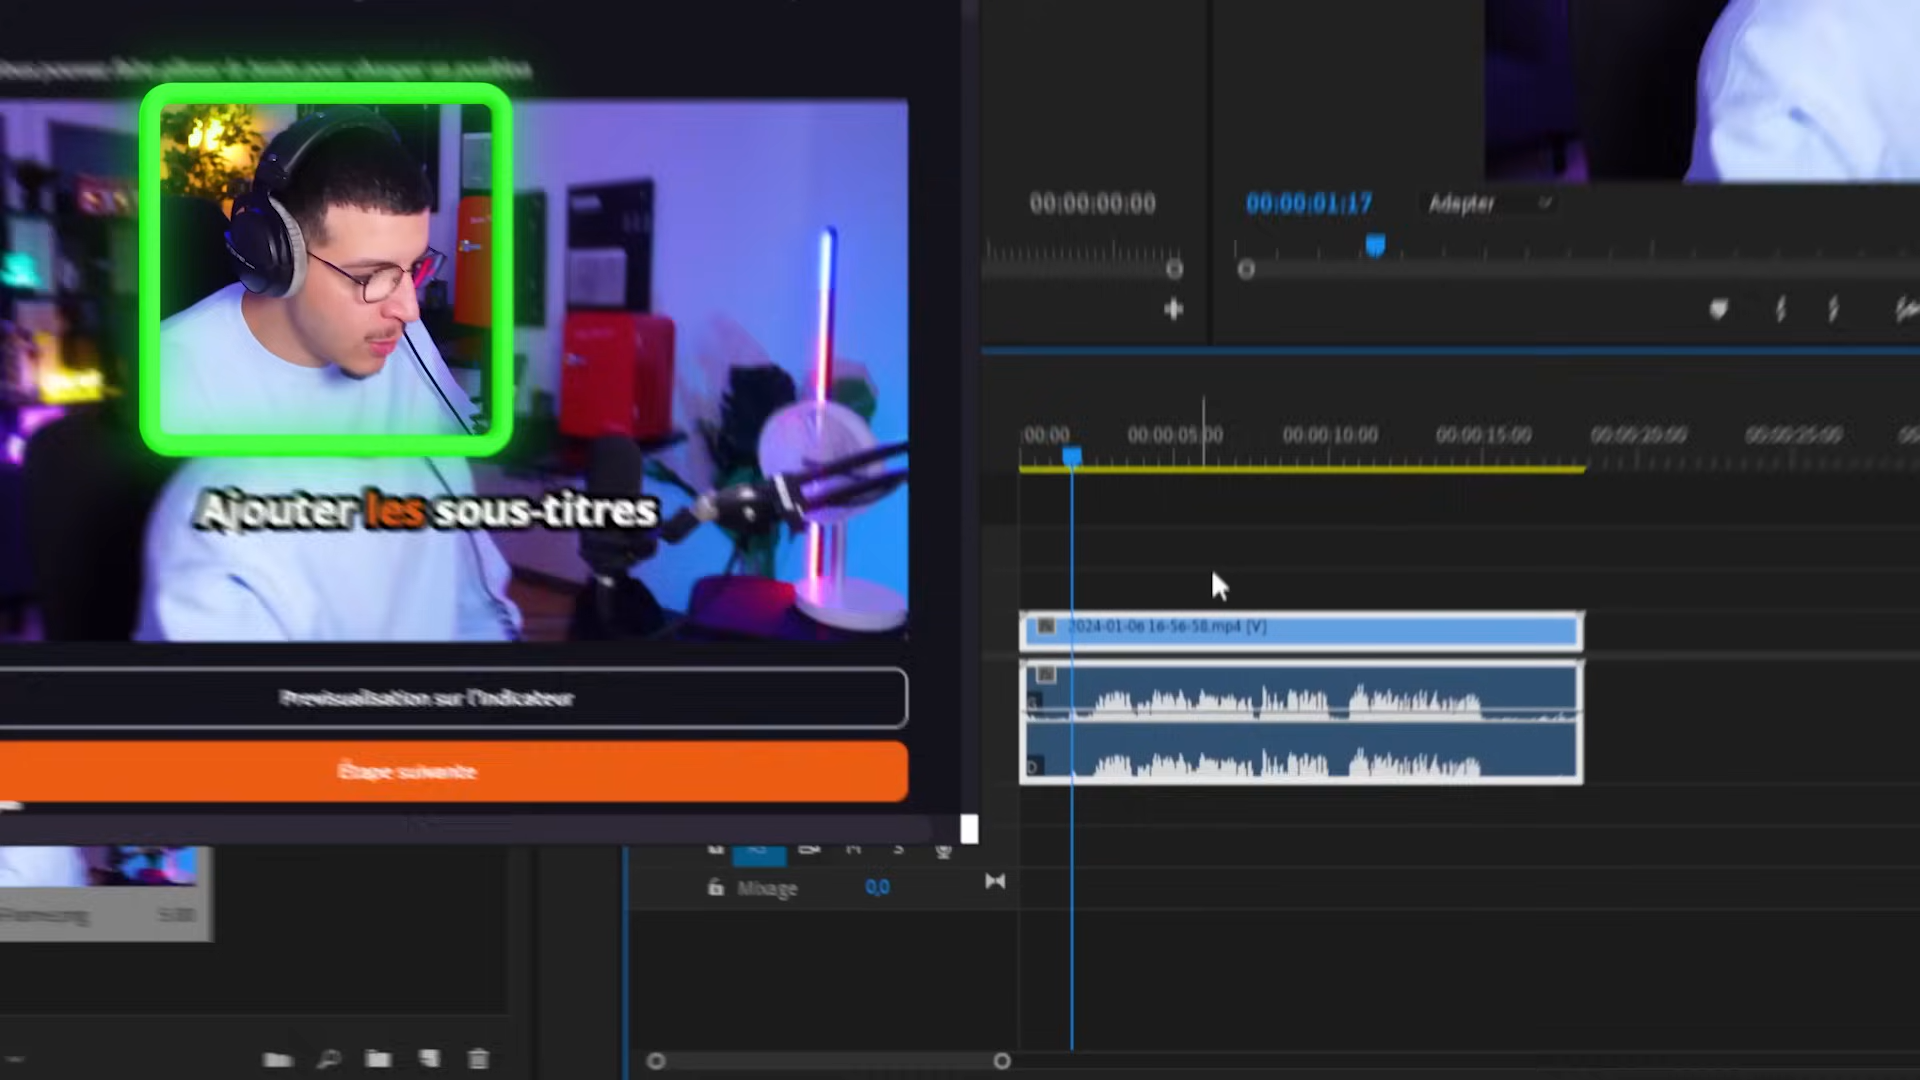 Ajouter les sous-titres
Previsualisation sur l'indicateur
Étape suivante
00:00:00:00
00:00:01:17
Adapter
:00:00
00:00:05:00
00:00:10:00
00:00:15:00
00:00:20:00
00:00:25:00
2024-01-06 16-56-58.mp4 [V]
M S
Mixage
0,0